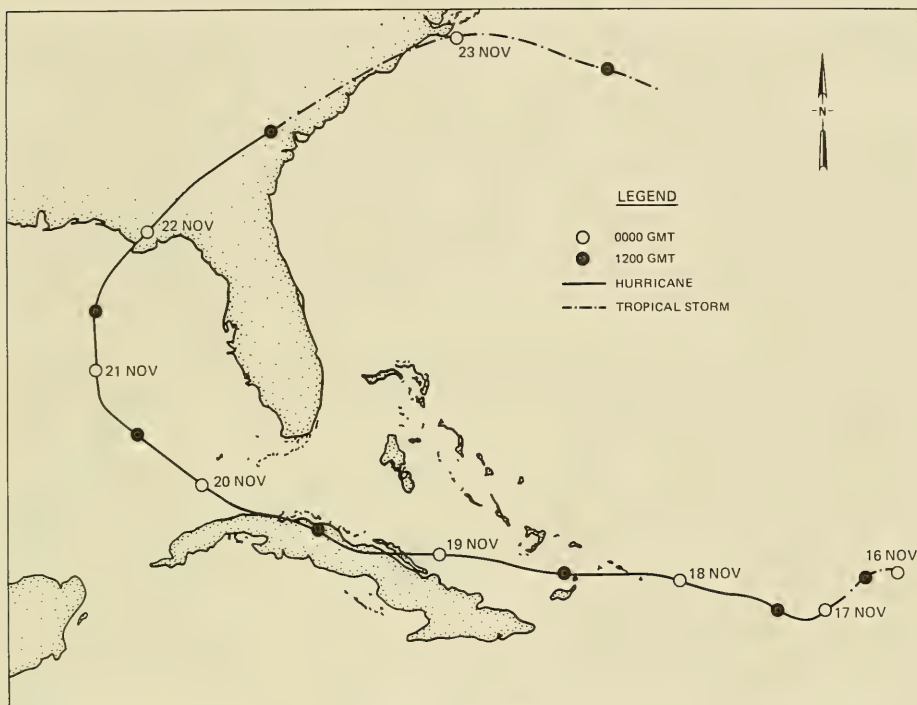 23 NOV
-N-
LEGEND
0000 GMT
1200 GMT
HURRICANE
TROPICAL STORM
22 NOV
21 NOV
20 NOV
19 NOV
18 NOV
16 NOV
17 NOV